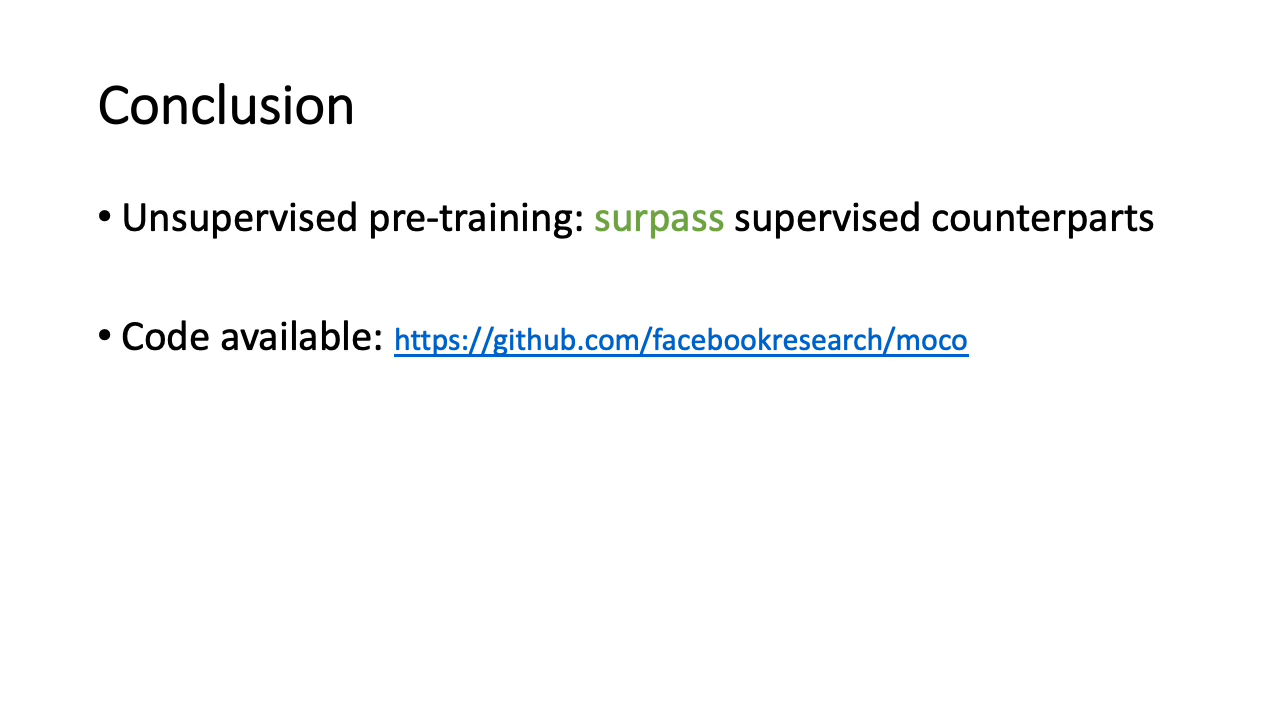 Conclusion
• Unsupervised pre-training: surpass supervised counterparts
• Code available: https://github.com/facebookresearch/moco